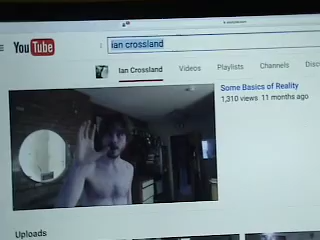 YouTube
ian crossland
Ian Crossland
Videos
Playlists
Channels
Some Basics of Reality
1,310 views 11 months ago
Uploads